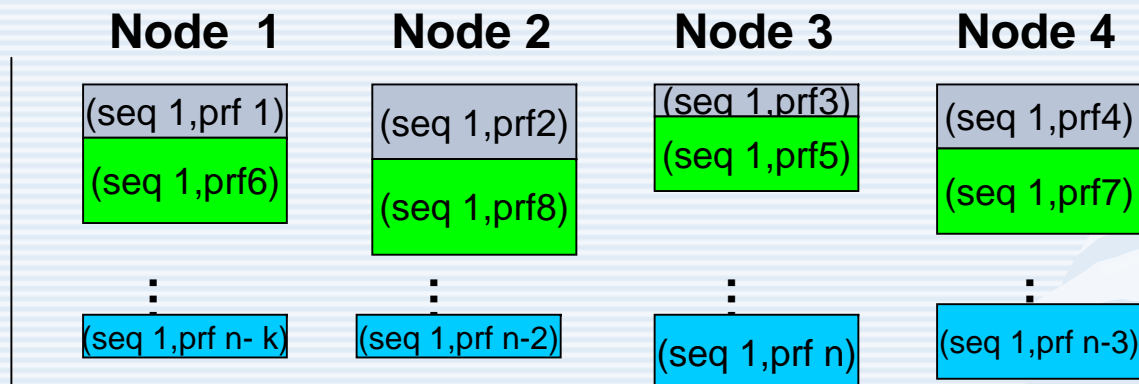 Node 1 Node 2 Node 3 Node 4
(seq 1,prf 1) (seq 1,prf2) (seq 1,prf3) (seq 1,prf4)
(seq 1,prf6) (seq 1,prf8) (seq 1,prf5) (seq 1,prf7)
⋮ ⋮ ⋮ ⋮
(seq 1,prf n- k) (seq 1,prf n-2) (seq 1,prf n) (seq 1,prf n-3)